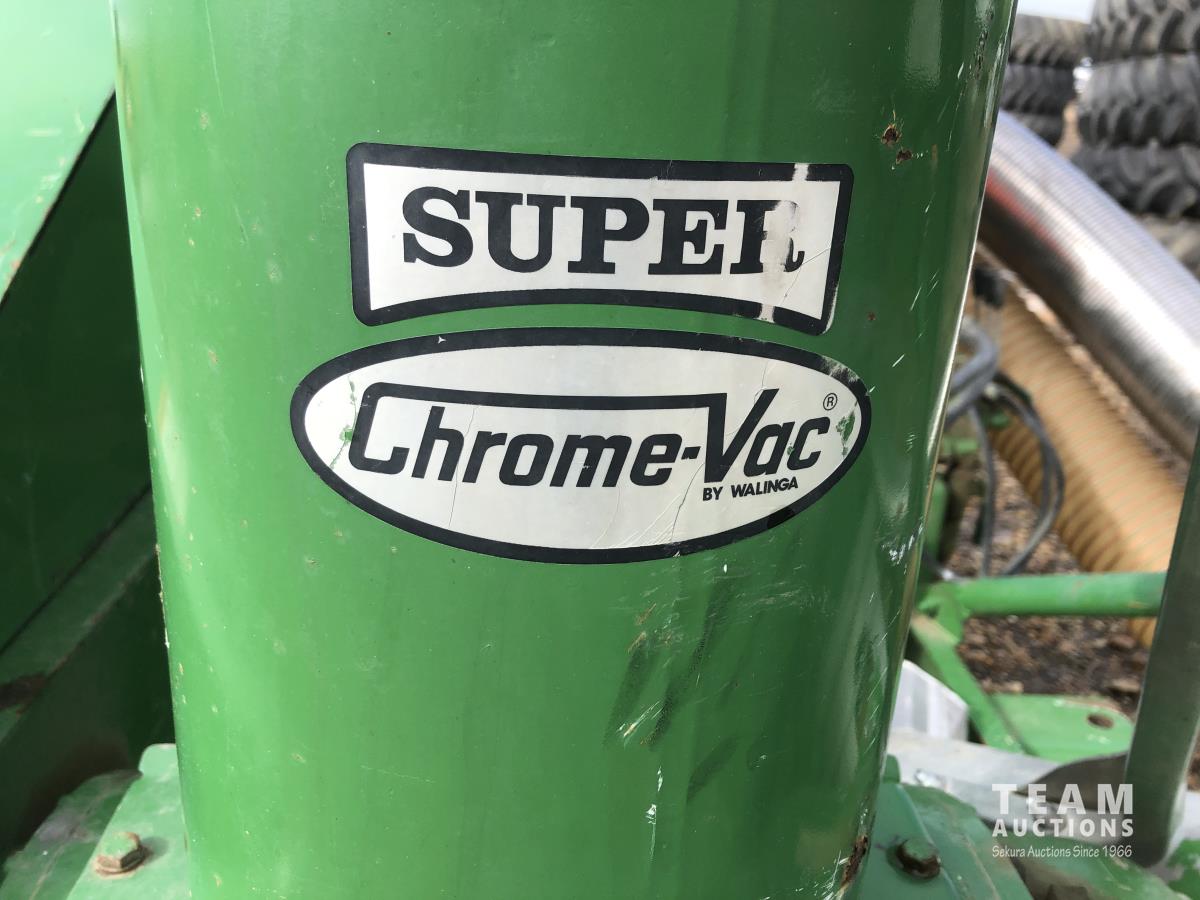 SUPER
Chrome-Vac®
BY WALINGA
TEAM
AUCTIONS
Sekura Auctions Since 1966